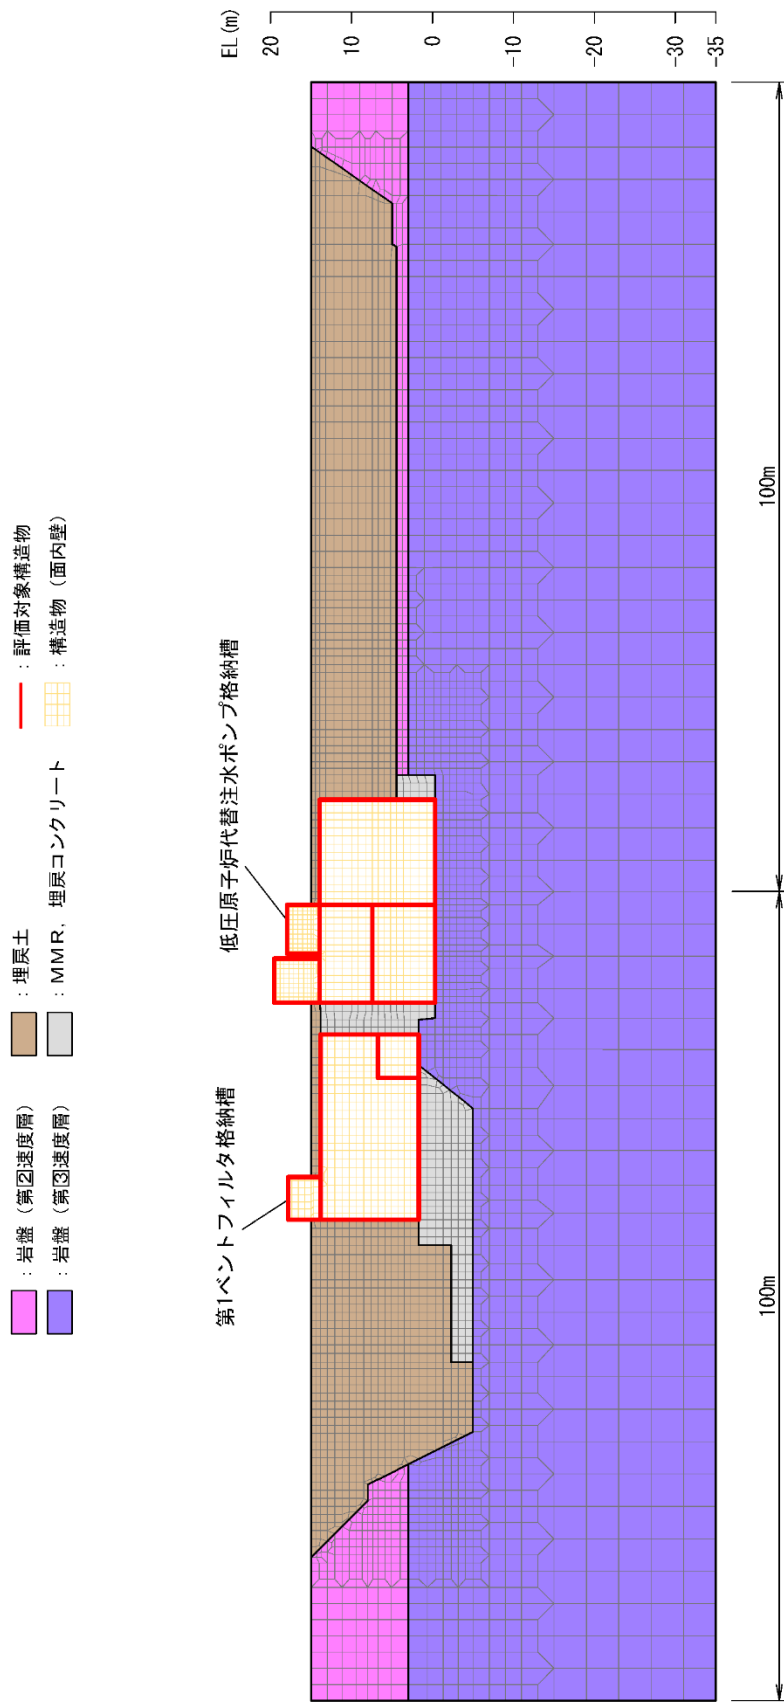 ：岩盤（第②速度層）
：岩盤（第③速度層）
：埋戻土
：MMR，埋戻コンクリート
：評価対象構造物
：構造物（面内壁）
第1ベントフィルタ格納槽
低圧原子炉代替注水ポンプ格納槽
EL(m)
20
10
0
-10
-20
-30
-35
100m
100m